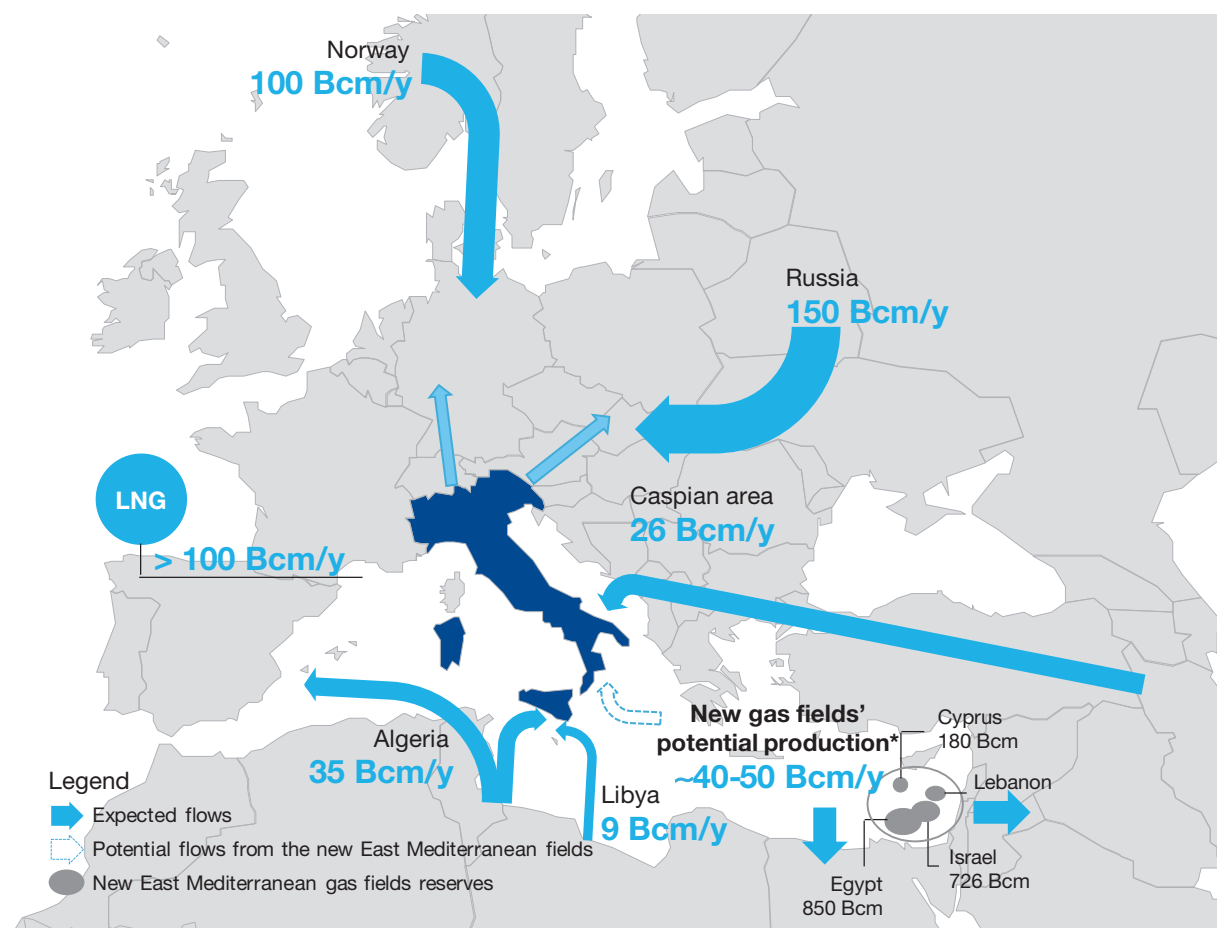 Norway
100 Bcm/y
Russia
150 Bcm/y
LNG
> 100 Bcm/y
Caspian area
26 Bcm/y
Algeria
35 Bcm/y
Libya
9 Bcm/y
New gas fields’
potential production*
~40-50 Bcm/y
Cyprus
180 Bcm
Lebanon
Israel
726 Bcm
Egypt
850 Bcm
Legend
Expected flows
Potential flows from the new East Mediterranean fields
New East Mediterranean gas fields reserves